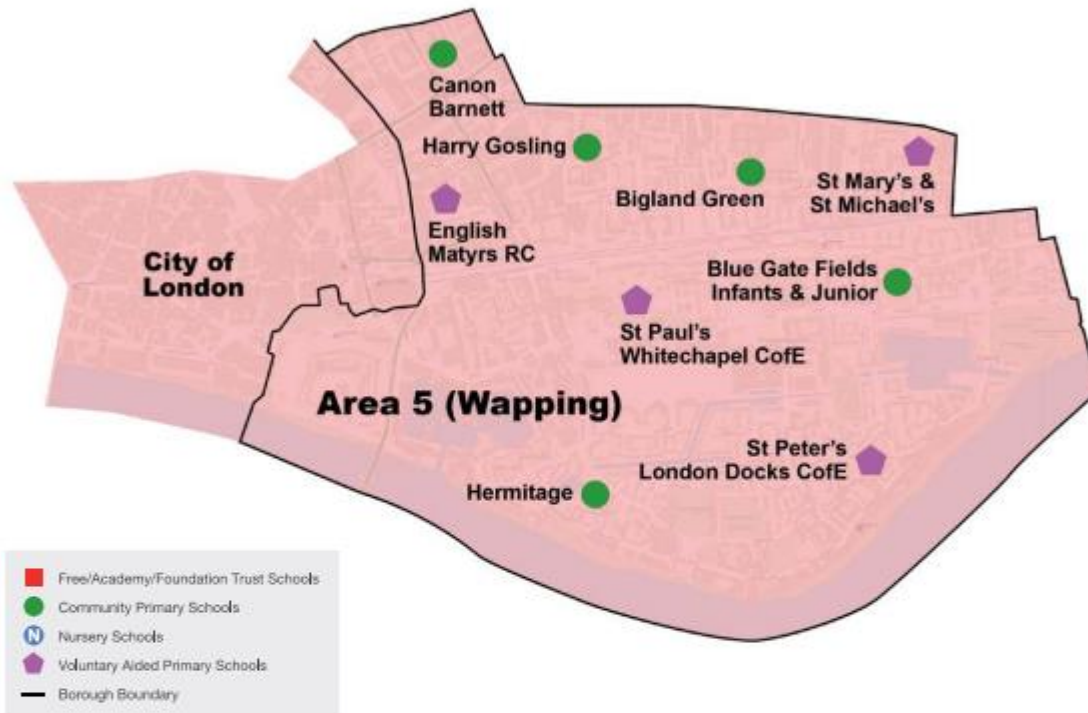 Canon
Barnett
Harry Gosling
Bigland Green
St Mary's &
St Michael's
English
Matyrs RC
City of
London
Blue Gate Fields
Infants & Junior
St Paul's
Whitechapel CofE
Area 5 (Wapping)
St Peter's
London Docks CofE
Hermitage
Free/Academy/Foundation Trust Schools
Community Primary Schools
N Nursery Schools
Voluntary Aided Primary Schools
Borough Boundary